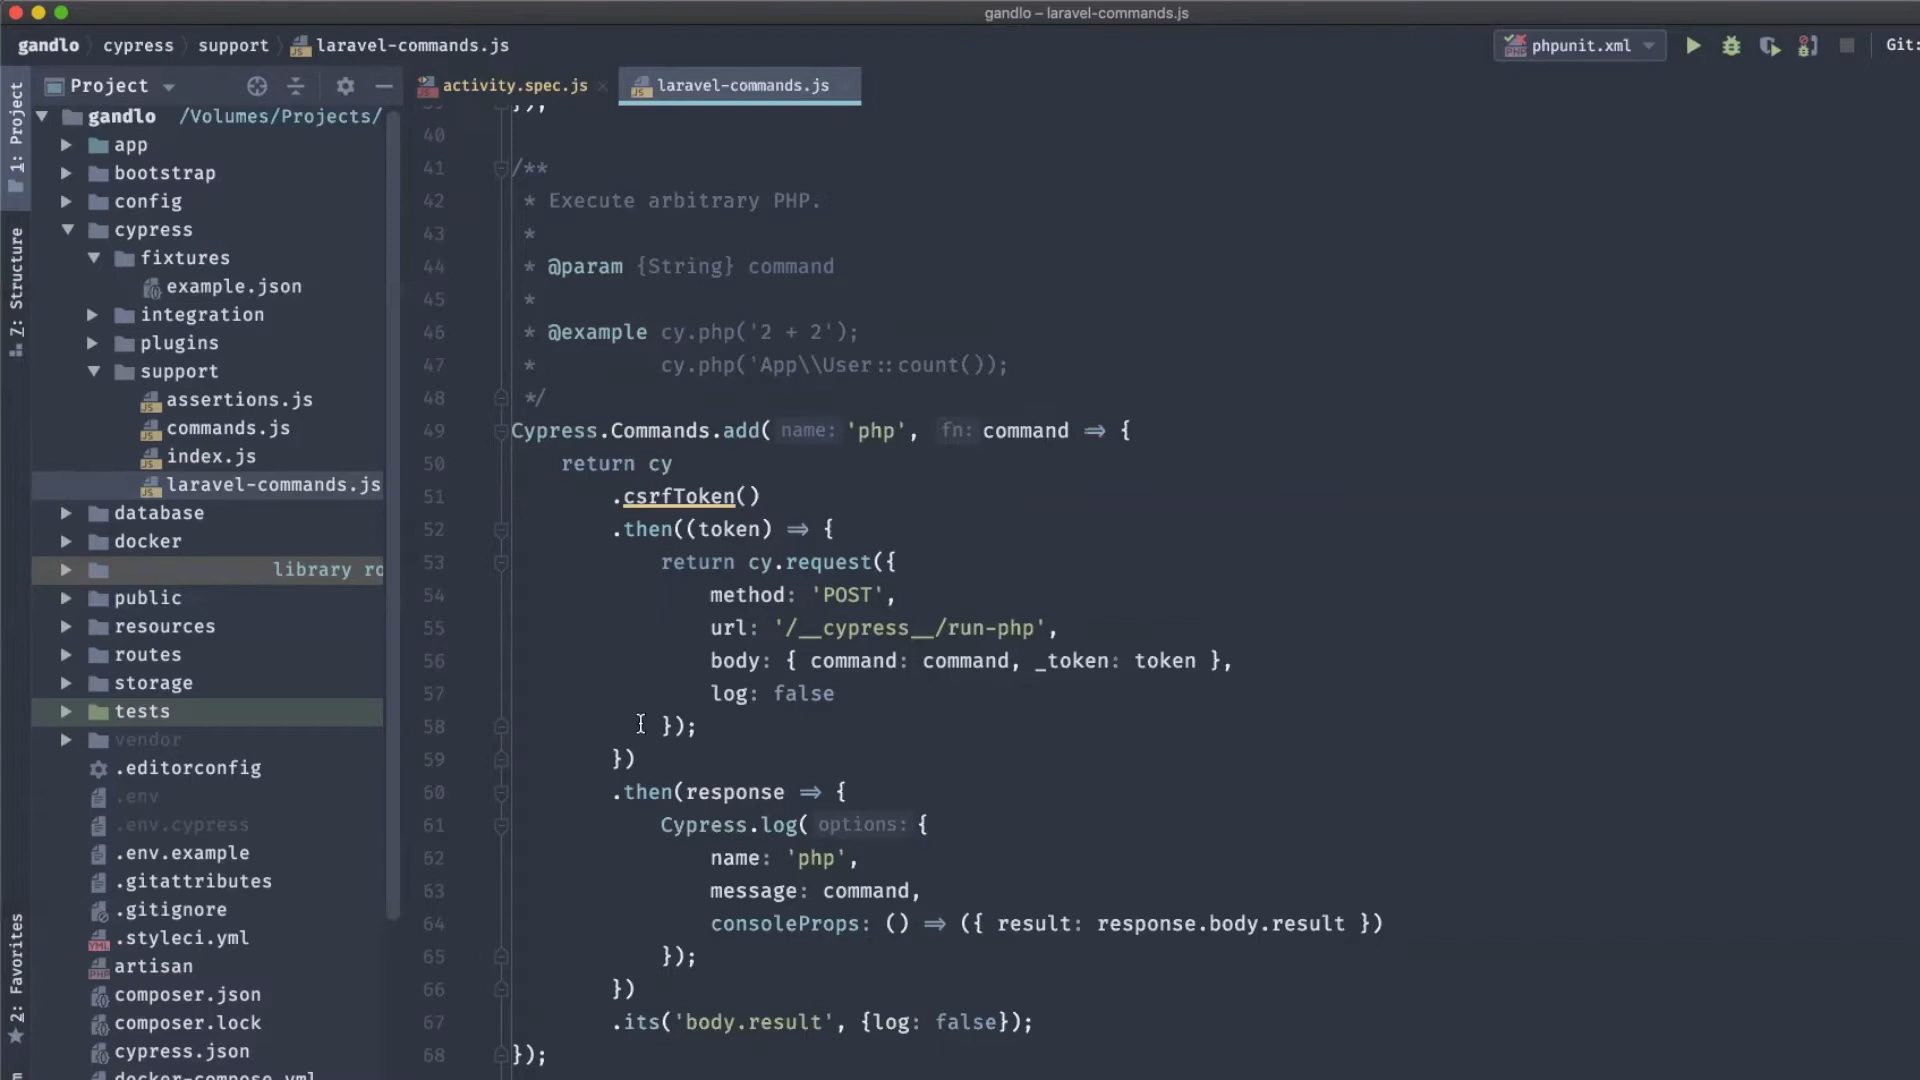 gandlo – laravel-commands.js
gandlo cypress support laravel-commands.js
phpunit.xml
Git:
1: Project
7: Structure
2: Favorites
Project
gandlo /Volumes/Projects/
app
bootstrap
config
cypress
fixtures
example.json
integration
plugins
support
assertions.js
commands.js
index.js
laravel-commands.js
database
docker
library ro
public
resources
routes
storage
tests
vendor
.editorconfig
.env
.env.cypress
.env.example
.gitattributes
.gitignore
.styleci.yml
artisan
composer.json
composer.lock
cypress.json
docker-compose.yml
activity.spec.js
laravel-commands.js
39 });
40
41 /**
42 * Execute arbitrary PHP.
43 *
44 * @param {String} command
45 *
46 * @example cy.php('2 + 2');
47 * cy.php('App\\User::count());
48 */
49 Cypress.Commands.add( name: 'php', fn: command => {
50 return cy
51 .csrfToken()
52 .then((token) => {
53 return cy.request({
54 method: 'POST',
55 url: '/__cypress__/run-php',
56 body: { command: command, _token: token },
57 log: false
58 });
59 })
60 .then(response => {
61 Cypress.log( options: {
62 name: 'php',
63 message: command,
64 consoleProps: () => ({ result: response.body.result })
65 });
66 })
67 .its('body.result', {log: false});
68 });